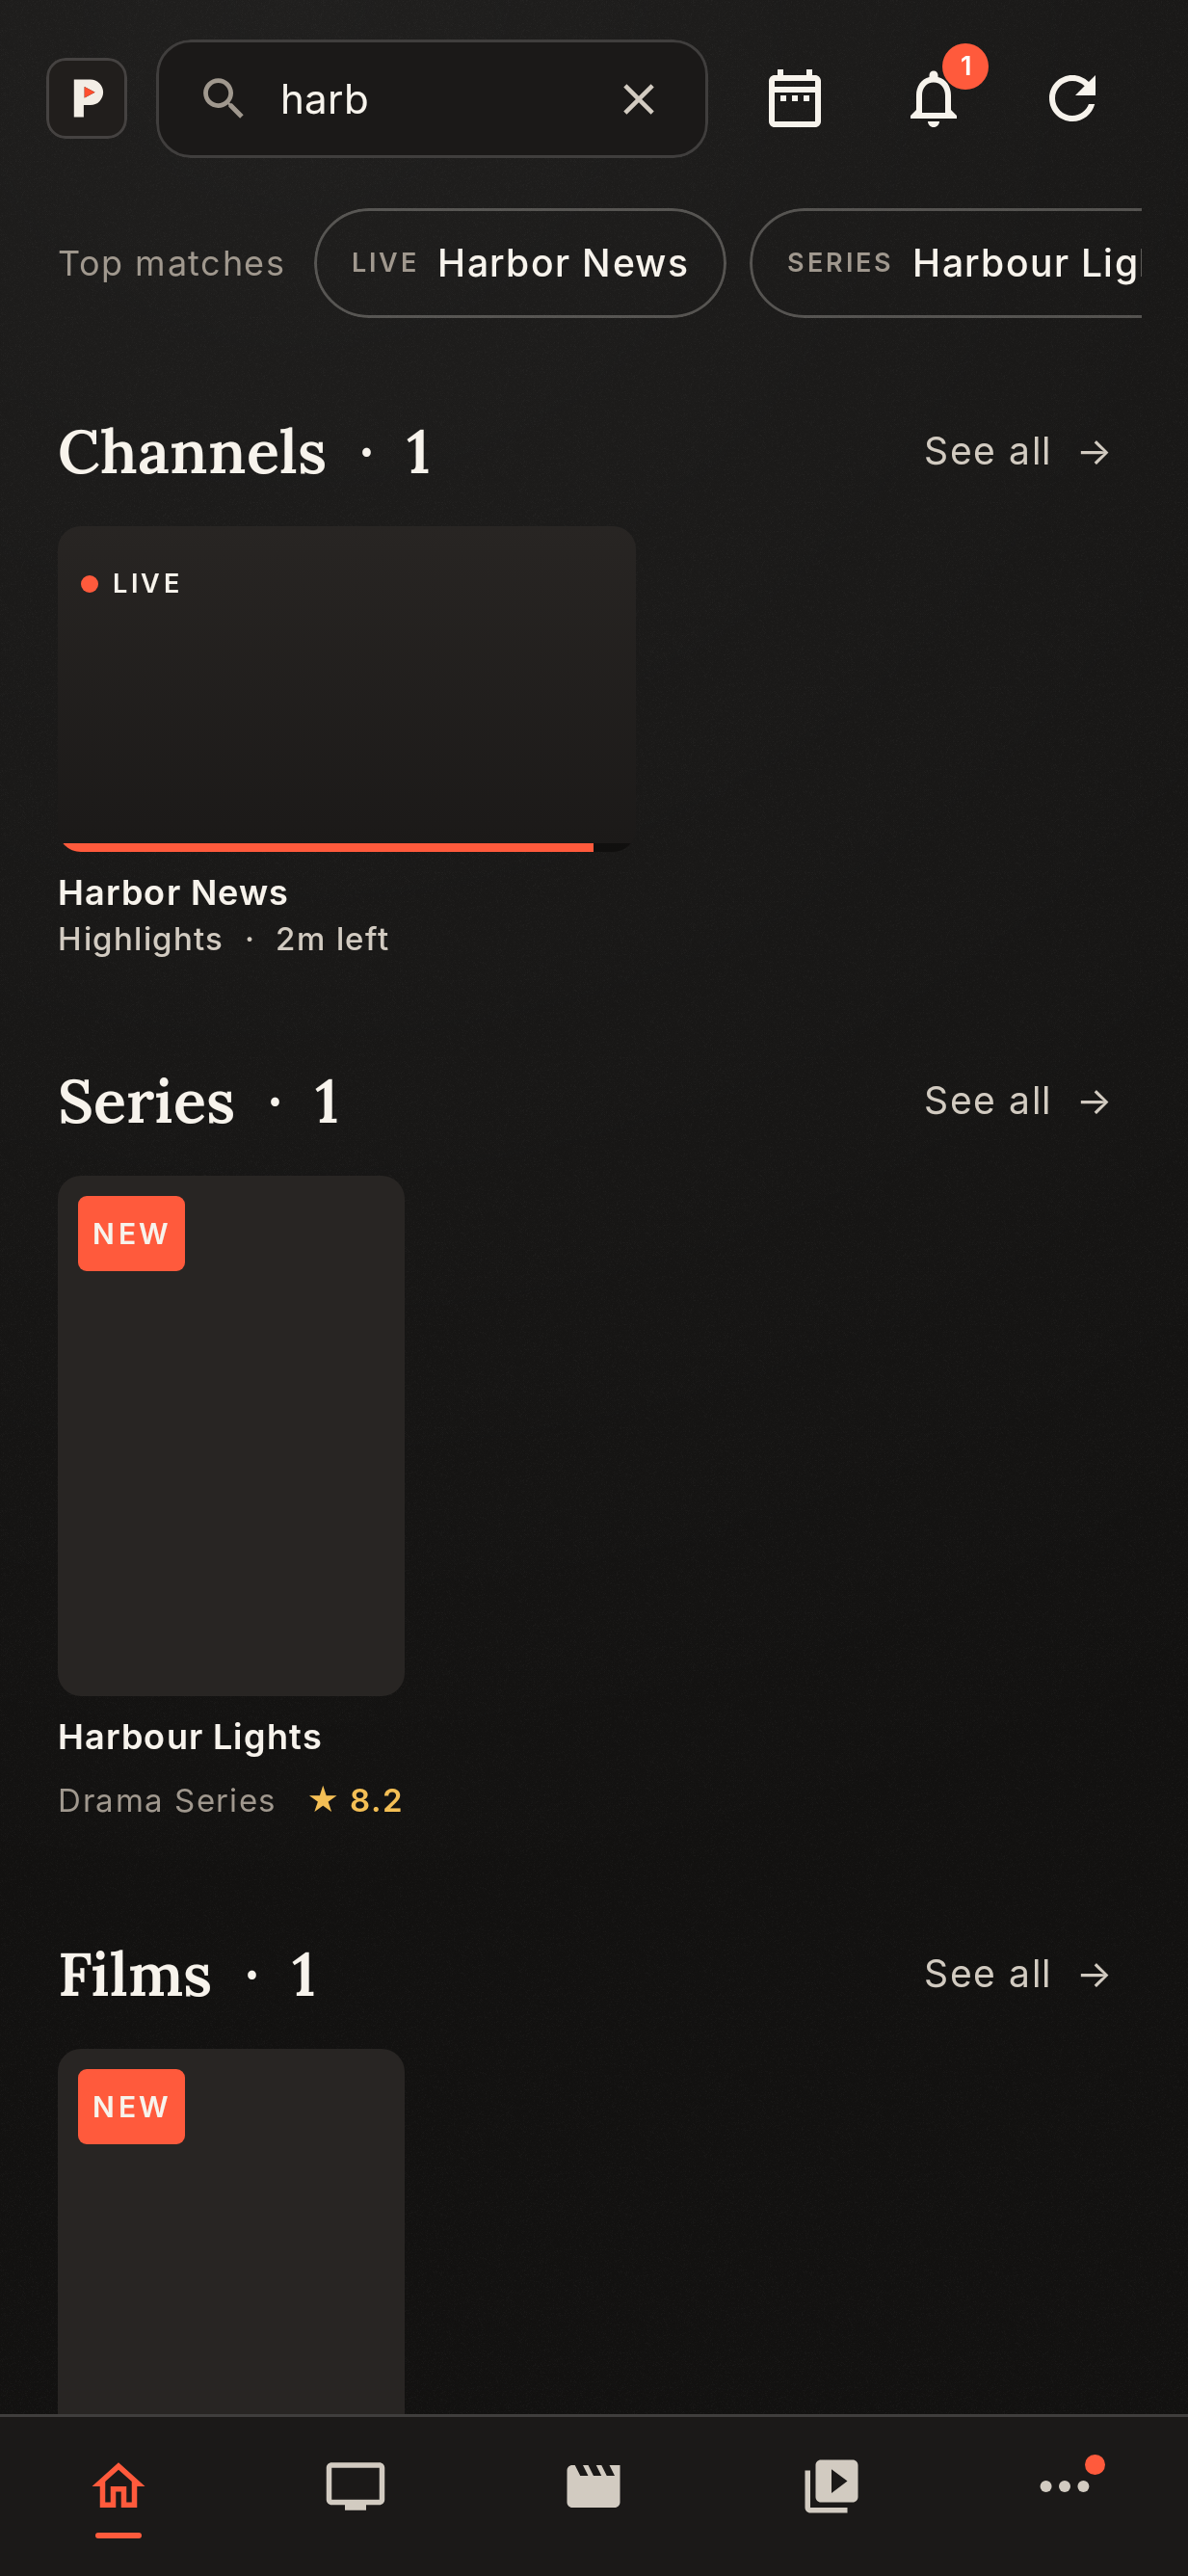 P
harb
1
Top matches
LIVE Harbor News
SERIES Harbour Lig
Channels · 1
See all →
LIVE
Harbor News
Highlights · 2m left
Series · 1
See all →
NEW
Harbour Lights
Drama Series ★ 8.2
Films · 1
See all →
NEW